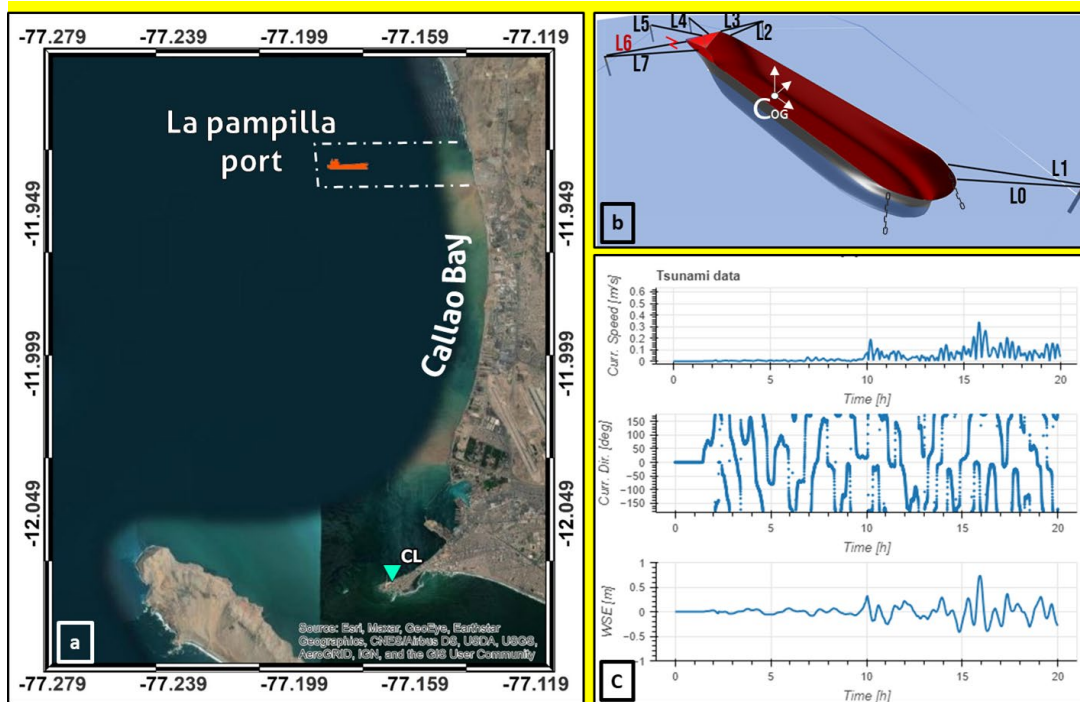 -77.279 -77.239 -77.199 -77.159 -77.119
La pampilla
port
-11.949
-11.949
Callao Bay
-11.999
-11.999
-12.049
-12.049
CL
Source: Esri, Maxar, GeoEye, Earthstar
Geographics, CNES/Airbus DS, USDA, USGS,
AeroGRID, IGN, and the GIS User Community
a
-77.279 -77.239 -77.199 -77.159 -77.119
L5 L4 L3
L6 L2
L7
COG
L1
L0
b
Tsunami data
Curr. Speed [m/s]
0.6
0.5
0.4
0.3
0.2
0.1
0
0 5 10 15 20
Time [h]
Curr. Dir. [deg]
150
100
50
0
−50
−100
−150
0 5 10 15 20
Time [h]
WSE [m]
1
0.5
0
−0.5
−1
0 5 10 15 20
Time [h]
C